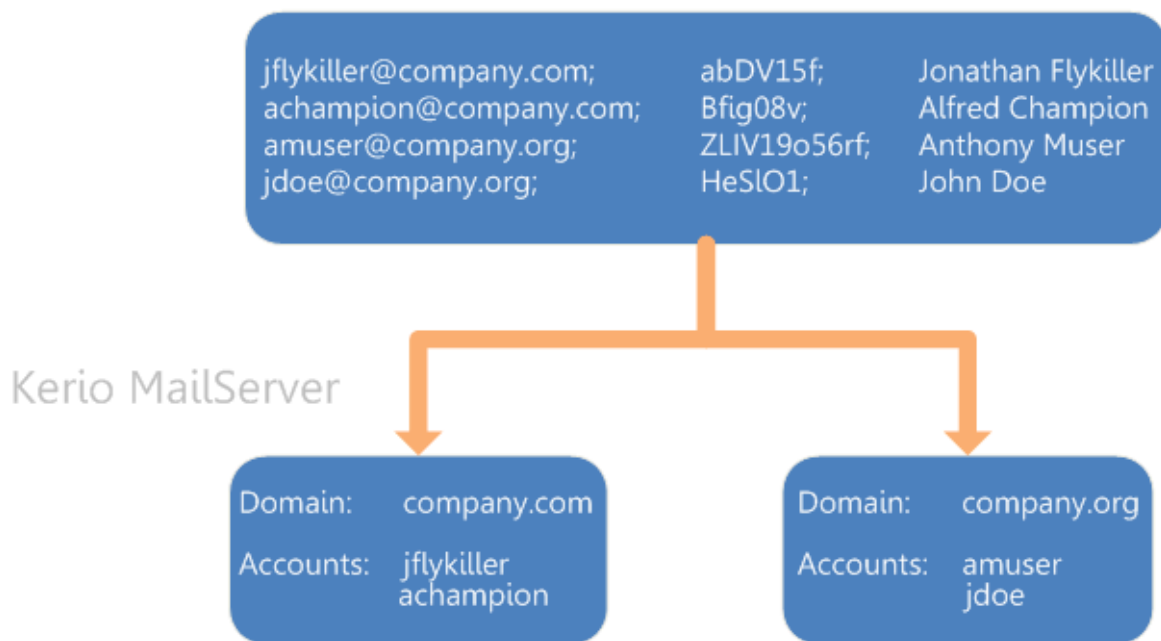 jflykiller@company.com; abDV15f; Jonathan Flykiller
achampion@company.com; Bfig08v; Alfred Champion
amuser@company.org; ZLIV19o56rf; Anthony Muser
jdoe@company.org; HeSlO1; John Doe
Kerio MailServer
Domain: company.com
Accounts: jflykiller
achampion
Domain: company.org
Accounts: amuser
jdoe